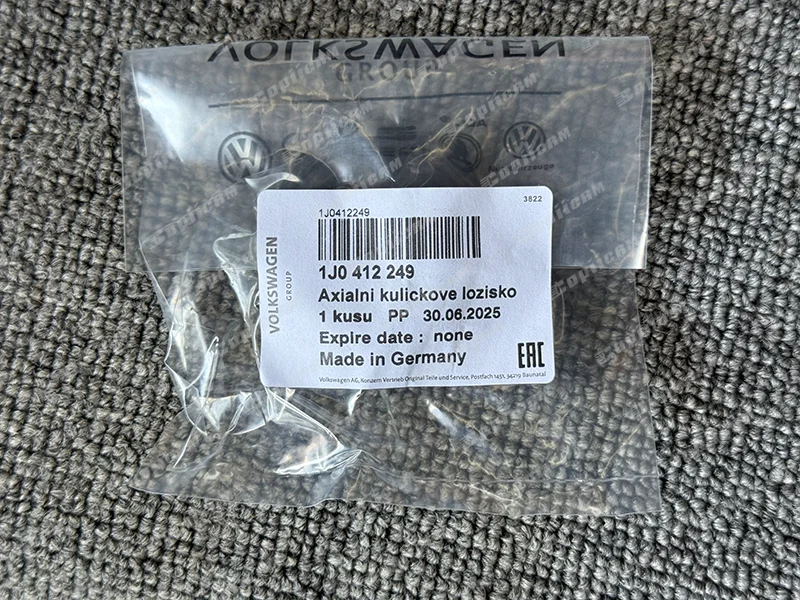 VOLKSWAGEN
GROUP
1J0412249
3822
VOLKSWAGEN
GROUP
1J0 412 249
Axialni kulickove lozisko
1 kusu PP 30.06.2025
Expire date : none
Made in Germany
EAC
Volkswagen AG, Konzern Vertrieb Original Teile und Service, Postfach 1451, 34219 Baunatal